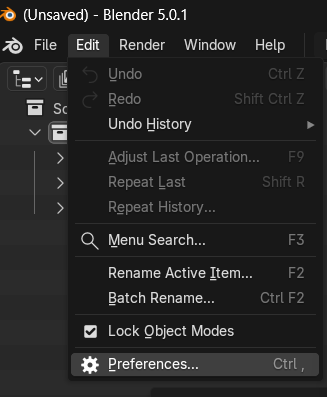 (Unsaved) - Blender 5.0.1
File Edit Render Window Help
Undo Ctrl Z
Redo Shift Ctrl Z
Undo History
Adjust Last Operation... F9
Repeat Last Shift R
Repeat History...
Menu Search... F3
Rename Active Item... F2
Batch Rename... Ctrl F2
Lock Object Modes
Preferences... Ctrl ,